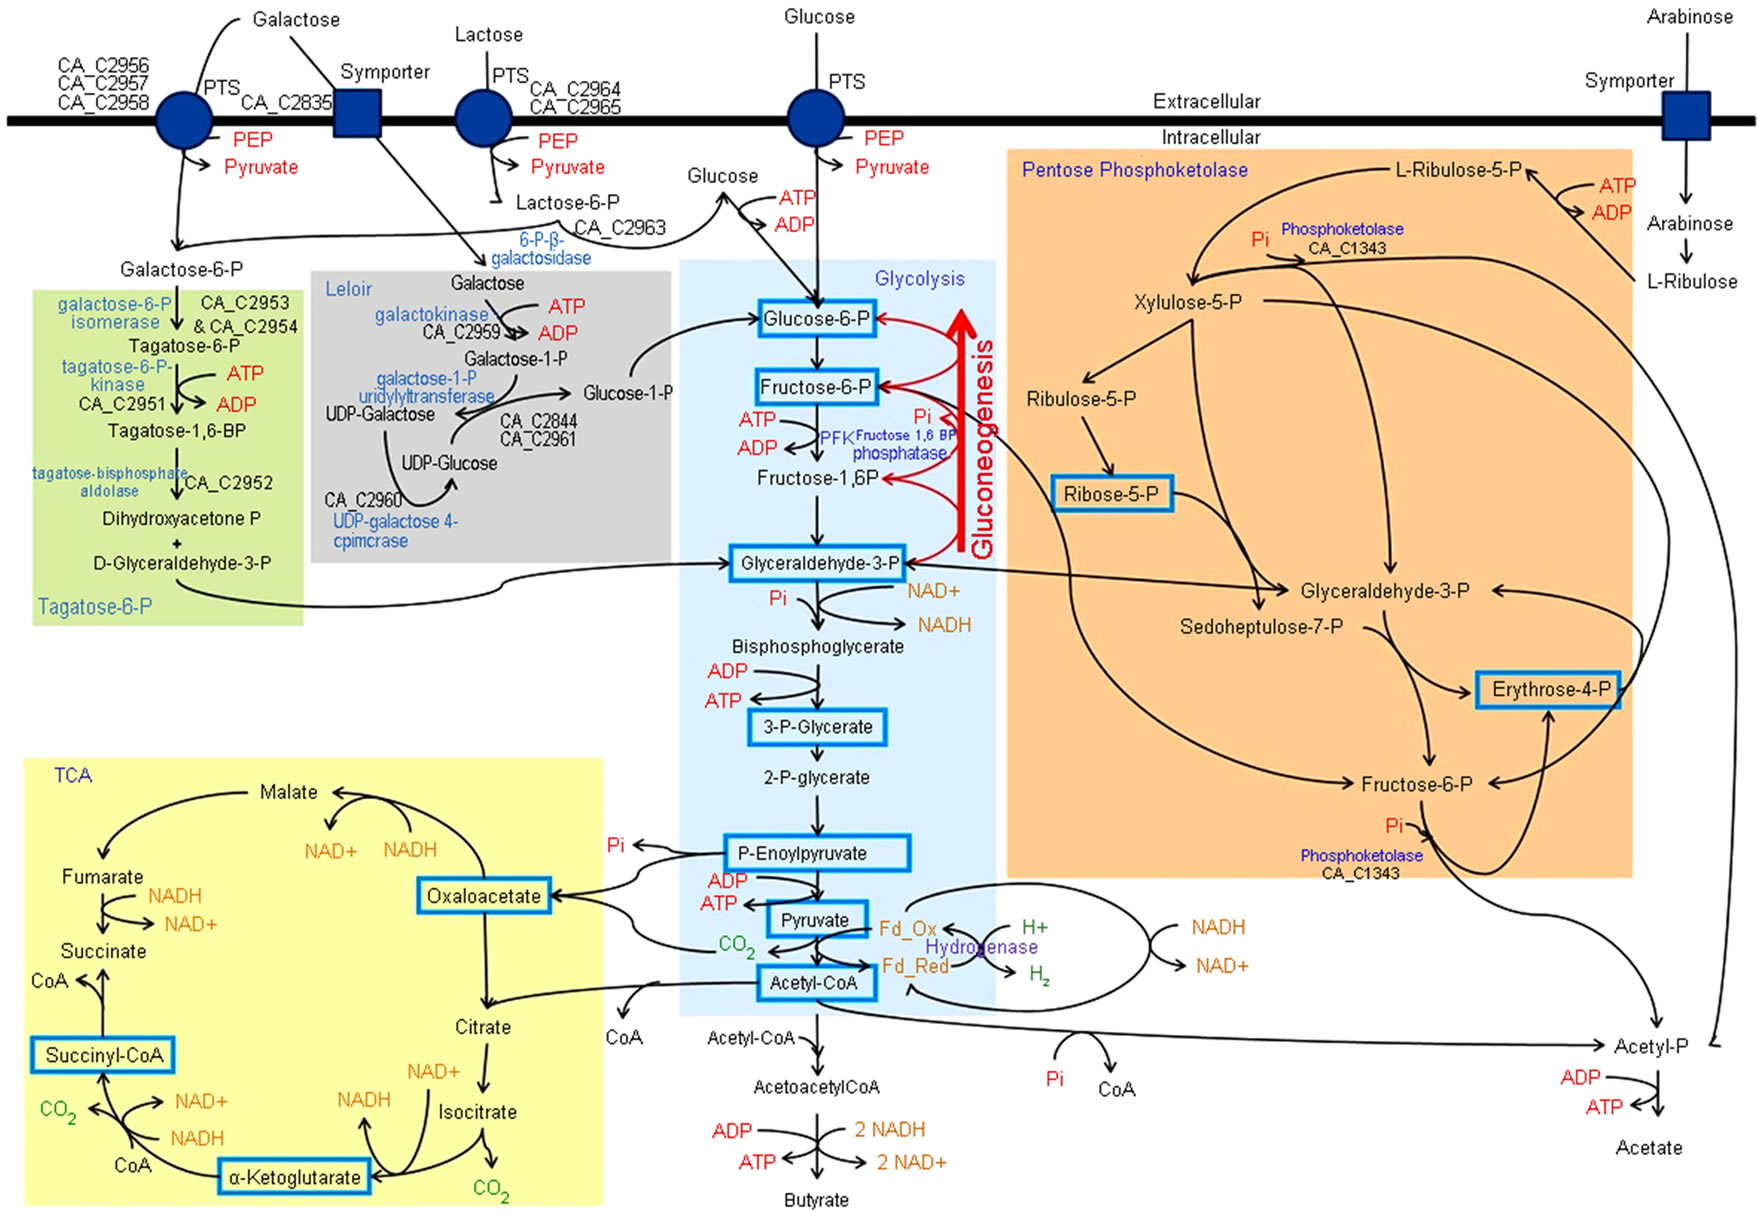 Galactose
Lactose
Glucose
Arabinose
CA_C2956
CA_C2957
CA_C2958
PTS
CA_C2835
Symporter
PTS
CA_C2964
CA_C2965
PTS
Symporter
Extracellular
Intracellular
PEP
Pyruvate
PEP
Pyruvate
PEP
Pyruvate
Lactose-6-P
CA_C2963
Glucose
ATP
ADP
6-P-β-
galactosidase
Galactose-6-P
galactose-6-P
isomerase
CA_C2953
& CA_C2954
Tagatose-6-P
tagatose-6-P-
kinase
CA_C2951
ATP
ADP
Tagatose-1,6-BP
tagatose-bisphosphate
aldolase
CA_C2952
Dihydroxyacetone P
+
D-Glyceraldehyde-3-P
Tagatose-6-P
Leloir
Galactose
galactokinase
CA_C2959
ATP
ADP
Galactose-1-P
galactose-1-P
uridylyltransferase
UDP-Galactose
Glucose-1-P
CA_C2844
CA_C2961
UDP-Glucose
CA_C2960
UDP-galactose 4-
cpimcrase
Glycolysis
Glucose-6-P
Fructose-6-P
ATP
ADP
PFK
Pi
Fructose 1,6 BP
phosphatase
Fructose-1,6P
Gluconeogenesis
Glyceraldehyde-3-P
Pi
NAD+
NADH
Bisphosphoglycerate
ADP
ATP
3-P-Glycerate
2-P-glycerate
P-Enoylpyruvate
Pi
ADP
ATP
Pyruvate
CO2
Fd_Ox
Fd_Red
Hydrogenase
H+
H2
NADH
NAD+
Acetyl-CoA
CoA
Acetyl-CoA
AcetoacetylCoA
ADP
ATP
2 NADH
2 NAD+
Butyrate
Pentose Phosphoketolase
L-Ribulose-5-P
ATP
ADP
Arabinose
L-Ribulose
Pi
Phosphoketolase
CA_C1343
Xylulose-5-P
Ribulose-5-P
Ribose-5-P
Glyceraldehyde-3-P
Sedoheptulose-7-P
Erythrose-4-P
Fructose-6-P
Pi
Phosphoketolase
CA_C1343
Pi
CoA
Acetyl-P
ADP
ATP
Acetate
TCA
Malate
NAD+
NADH
Fumarate
NADH
NAD+
Oxaloacetate
Succinate
CoA
Citrate
Succinyl-CoA
NAD+
CO2
NAD+
NADH
NADH
Isocitrate
CoA
α-Ketoglutarate
CO2